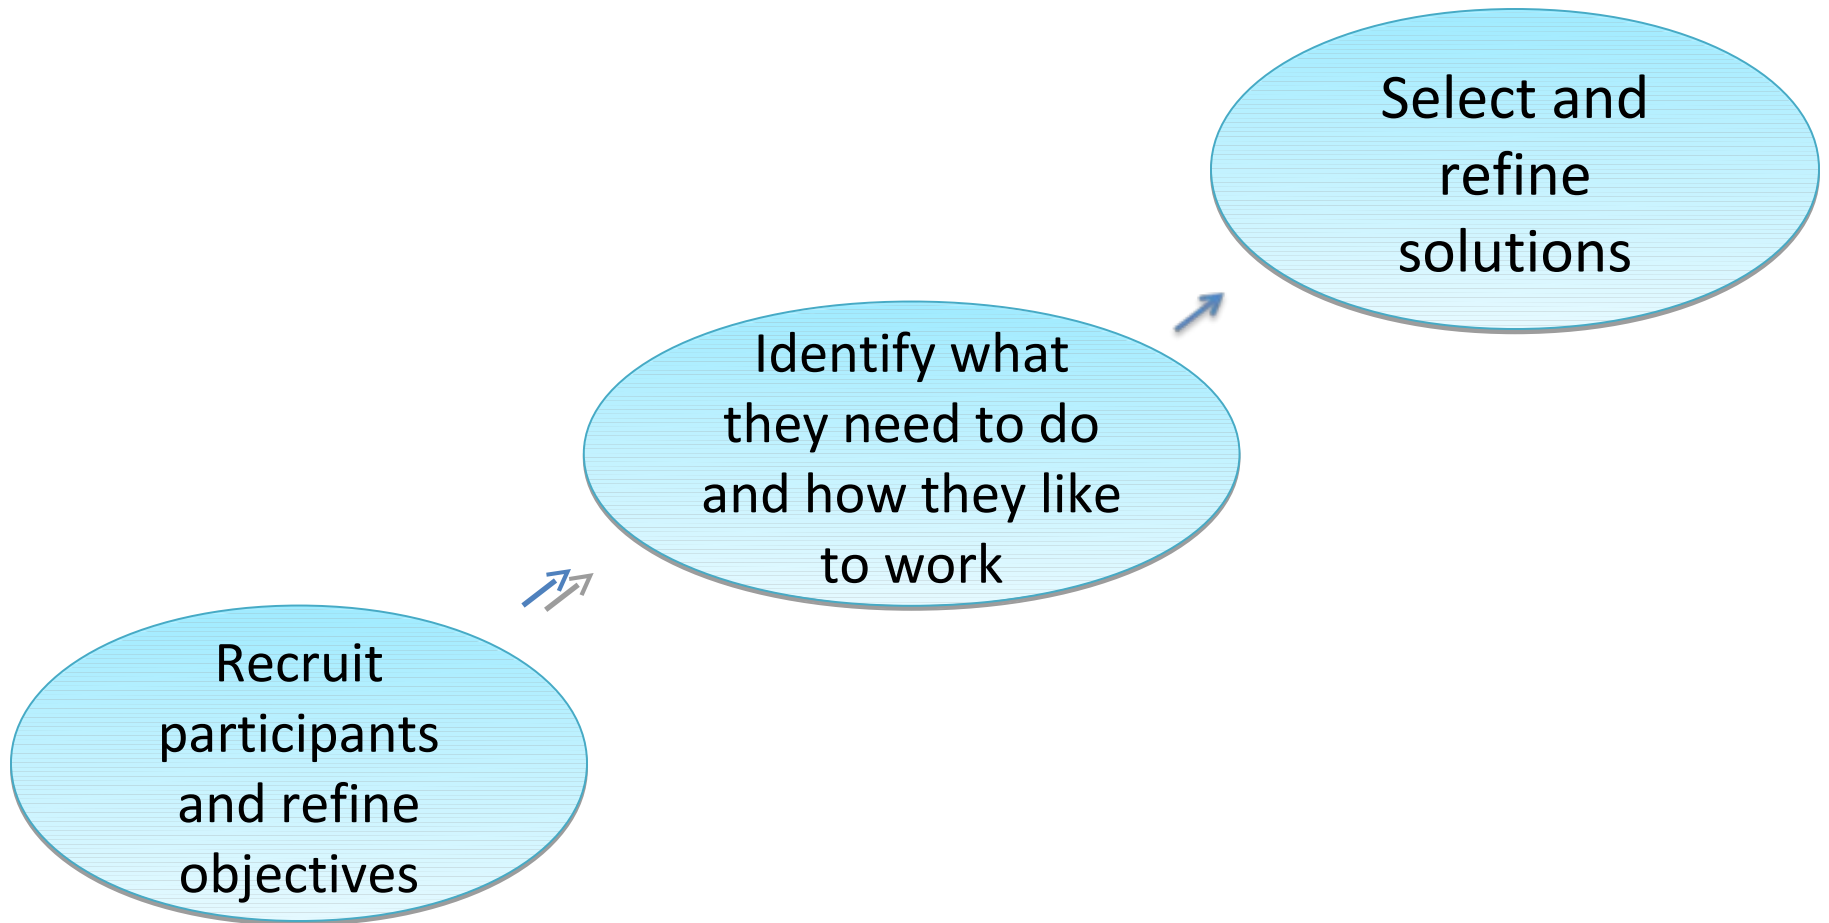 Select and
refine
solutions
Identify what
they need to do
and how they like
to work
Recruit
participants
and refine
objectives